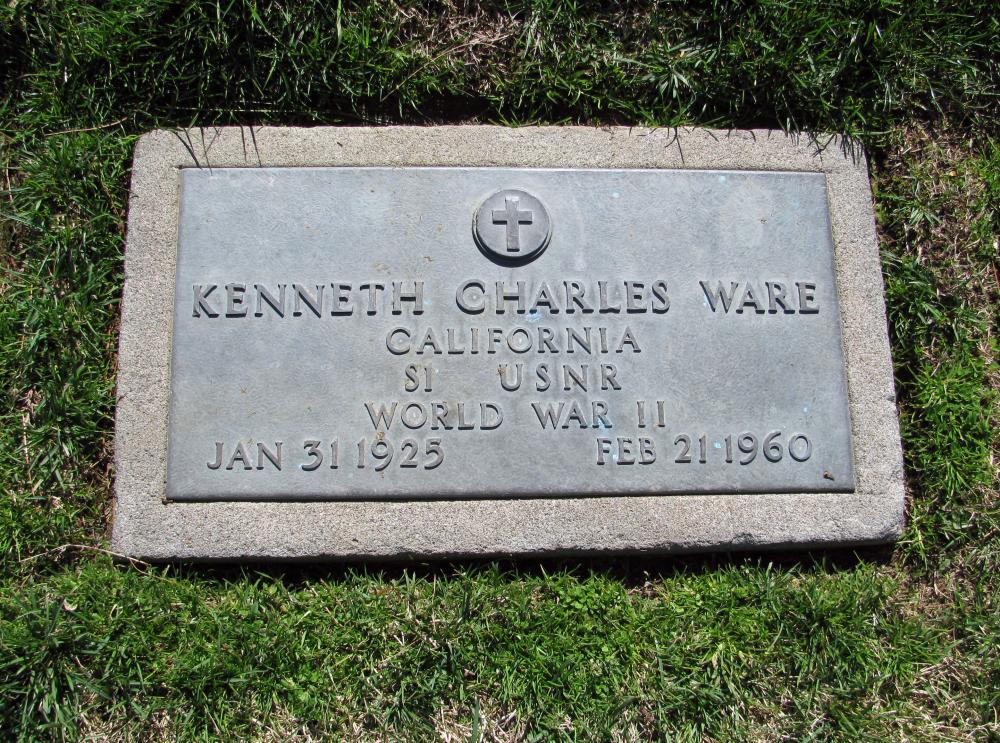 KENNETH CHARLES WARE
CALIFORNIA
S1 USNR
WORLD WAR II
JAN 31 1925 FEB 21 1960